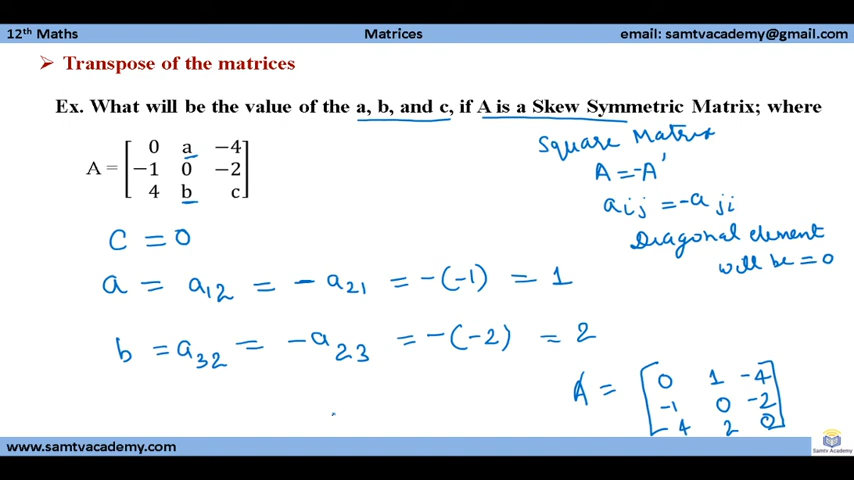 12th Maths Matrices email: samtvacademy@gmail.com
➢ Transpose of the matrices
Ex. What will be the value of the a, b, and c, if A is a Skew Symmetric Matrix; where
A = [ 0 a −4
−1 0 −2
4 b c ]
Square Matrix
A = -A'
aij = -aji
Diagonal element
will be = 0
C = 0
a = a12 = - a21 = -(-1) = 1
b = a32 = -a23 = -(-2) = 2
A = [ 0 1 -4
-1 0 -2
4 2 0 ]
www.samtvacademy.com
Samtv Academy